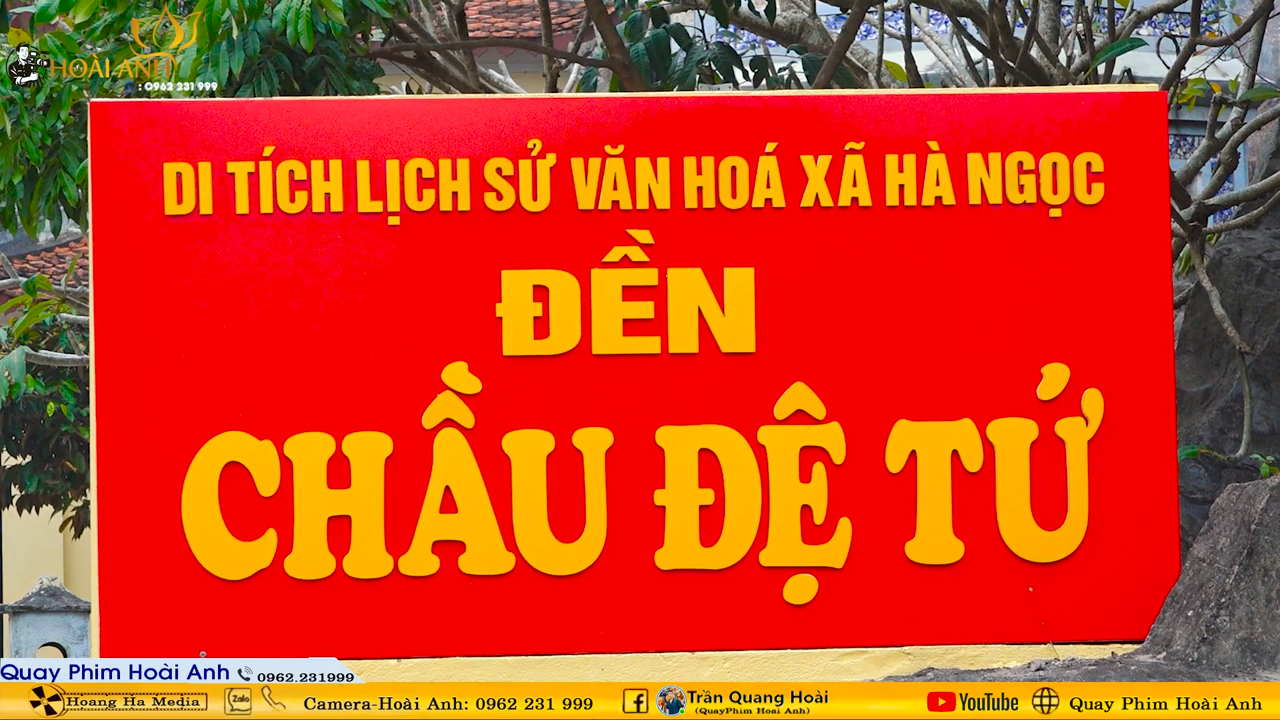 HOÀI ANH
: 0962 231 999
DI TÍCH LỊCH SỬ VĂN HOÁ XÃ HÀ NGỌC
ĐỀN
CHẦU ĐỆ TỨ
Quay Phim Hoài Anh 0962.231999
Hoang Ha Media Zalo Camera-Hoài Anh: 0962 231 999 Trần Quang Hoài YouTube Quay Phim Hoài Anh
(QuayPhim Hoai Anh)